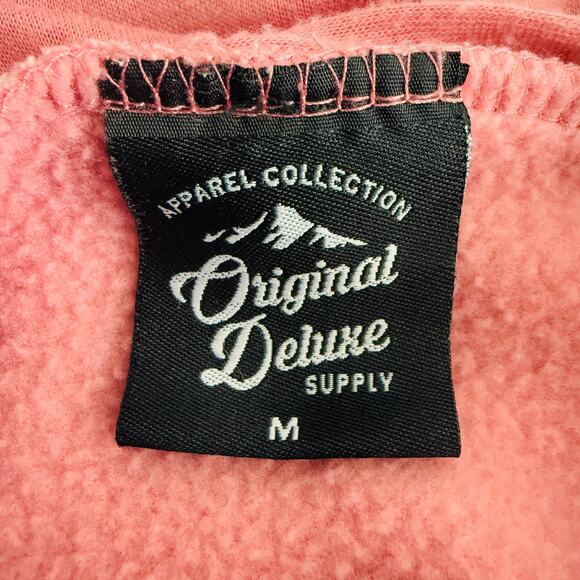 APPAREL COLLECTION
Original
Deluxe
SUPPLY
M